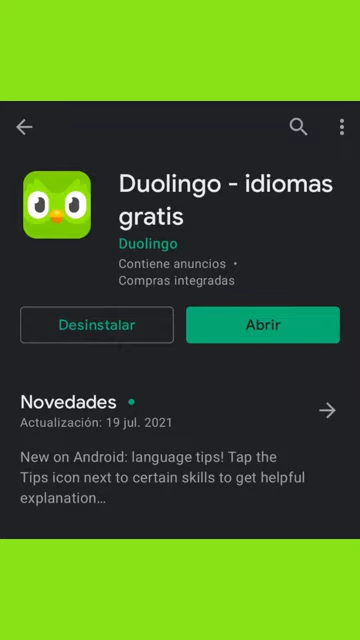 Duolingo - idiomas
gratis
Duolingo
Contiene anuncios •
Compras integradas
Desinstalar
Abrir
Novedades •
Actualización: 19 jul. 2021
New on Android: language tips! Tap the
Tips icon next to certain skills to get helpful
explanation…